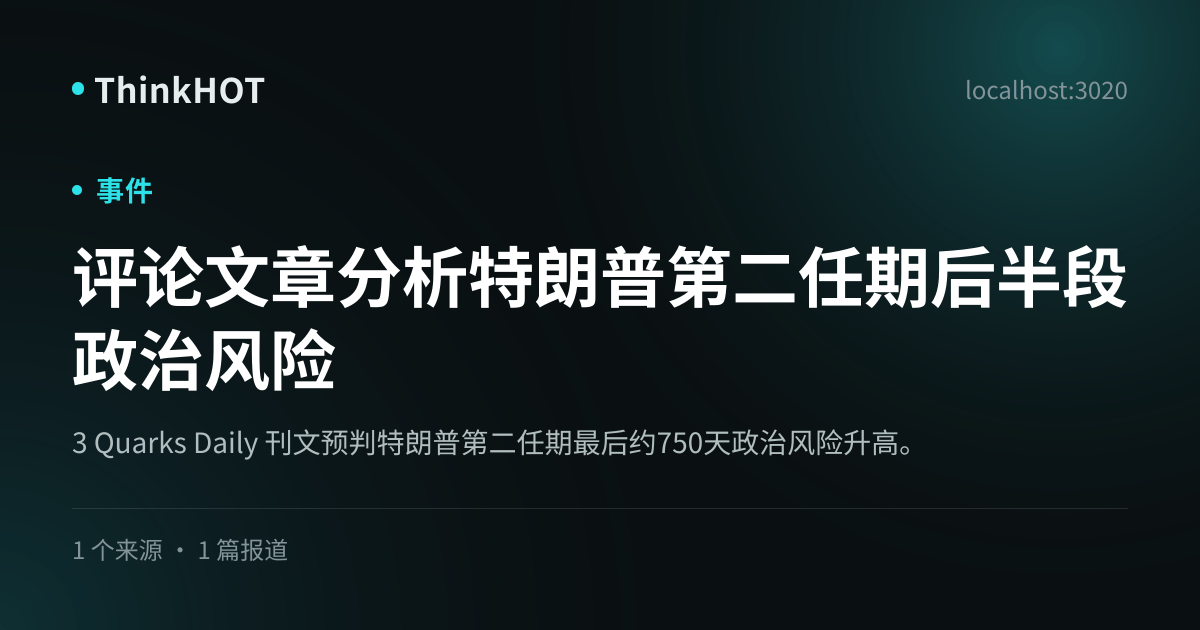 ThinkHOT
localhost:3020
事件
评论文章分析特朗普第二任期后半段
政治风险
3 Quarks Daily 刊文预判特朗普第二任期最后约750天政治风险升高。
1 个来源 · 1 篇报道